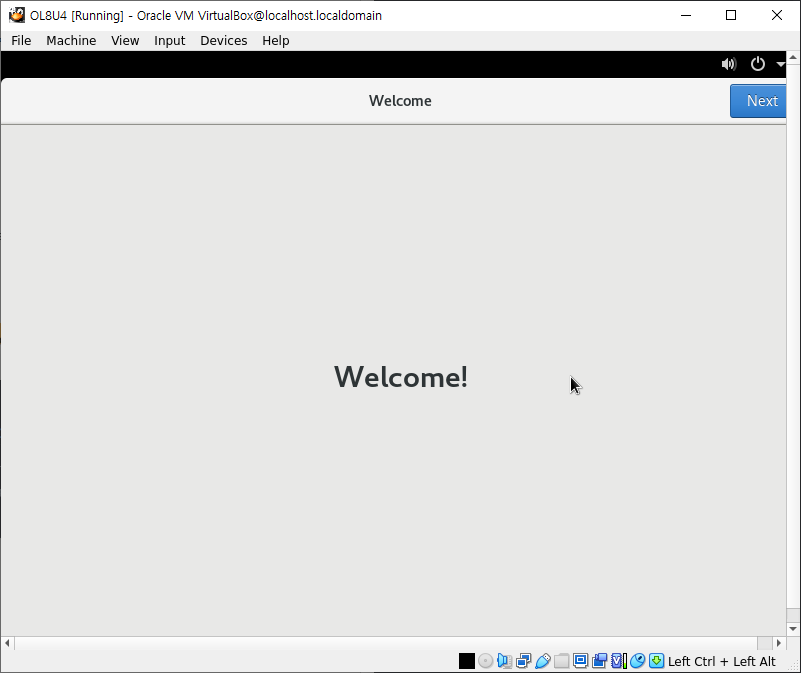 OL8U4 [Running] - Oracle VM VirtualBox@localhost.localdomain
File Machine View Input Devices Help
Welcome
Next
Welcome!
Left Ctrl + Left Alt